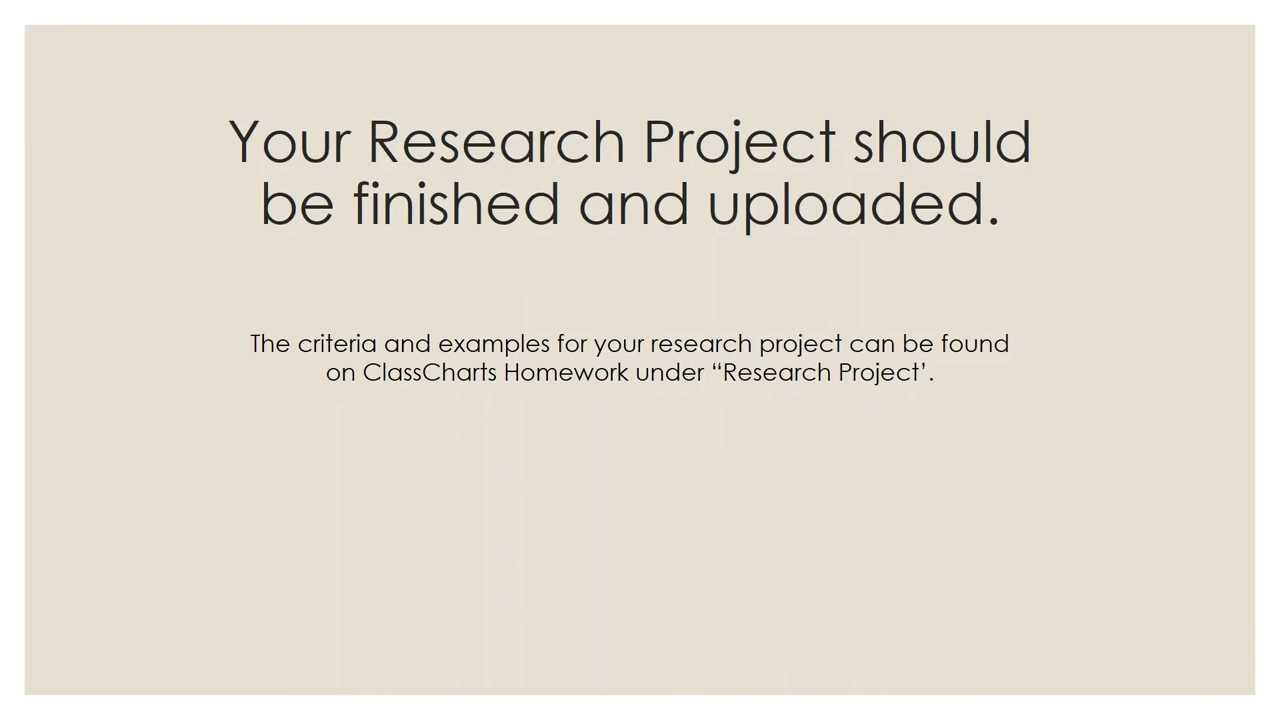 Your Research Project should
be finished and uploaded.
The criteria and examples for your research project can be found
on ClassCharts Homework under “Research Project’.